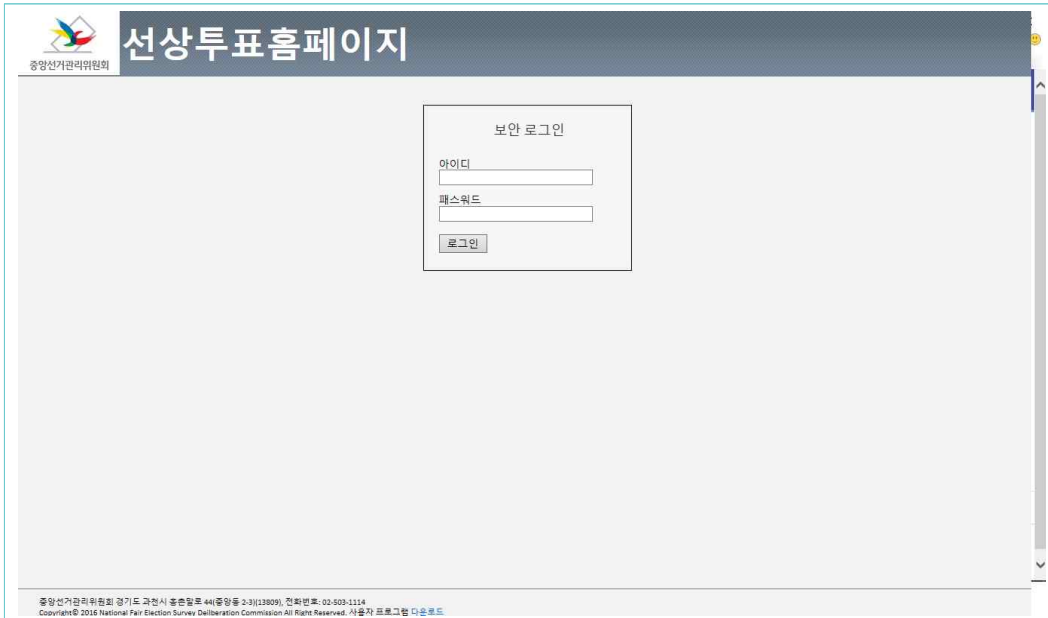 중앙선거관리위원회
선상투표홈페이지
보안 로그인
아이디
패스워드
로그인
중앙선거관리위원회 경기도 과천시 홍촌말로 44(중앙동 2-3)(13809), 전화번호: 02-503-1114
Copyright© 2016 National Fair Election Survey Deliberation Commission All Right Reserved. 사용자 프로그램 다운로드